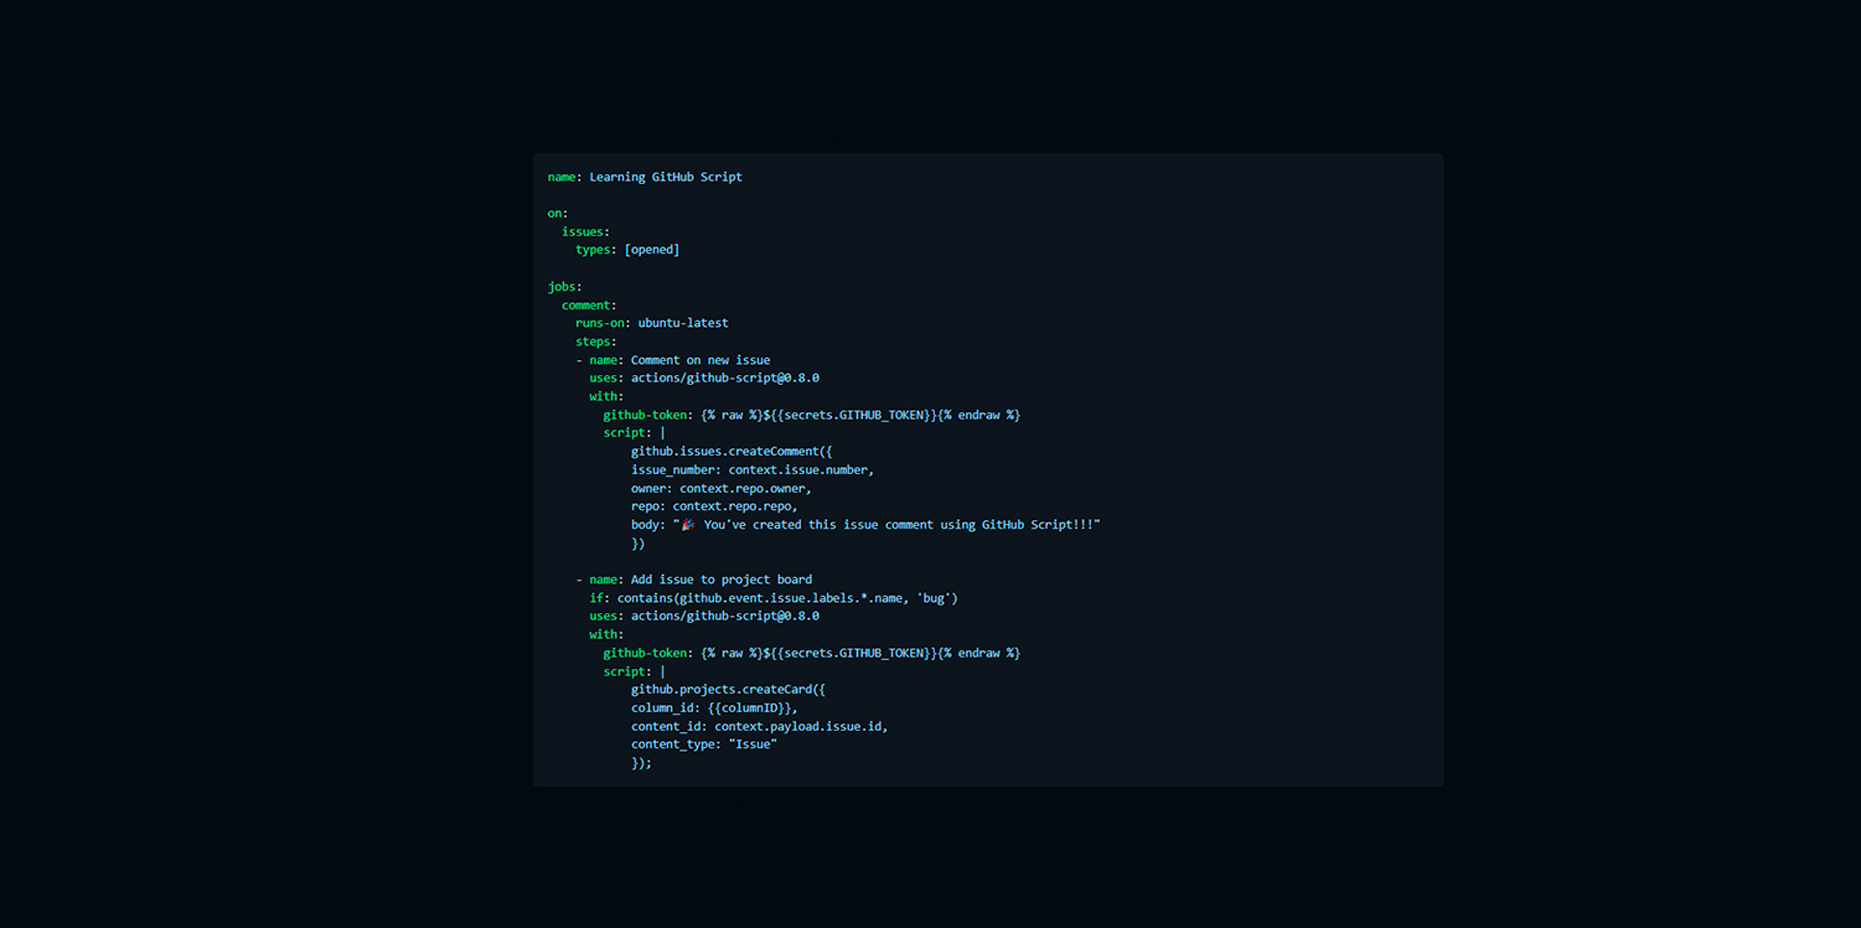 name: Learning GitHub Script

on:
  issues:
    types: [opened]

jobs:
  comment:
    runs-on: ubuntu-latest
    steps:
    - name: Comment on new issue
      uses: actions/github-script@0.8.0
      with:
        github-token: {% raw %}${{secrets.GITHUB_TOKEN}}{% endraw %}
        script: |
            github.issues.createComment({
            issue_number: context.issue.number,
            owner: context.repo.owner,
            repo: context.repo.repo,
            body: "🎉 You've created this issue comment using GitHub Script!!!"
            })

    - name: Add issue to project board
      if: contains(github.event.issue.labels.*.name, 'bug')
      uses: actions/github-script@0.8.0
      with:
        github-token: {% raw %}${{secrets.GITHUB_TOKEN}}{% endraw %}
        script: |
            github.projects.createCard({
            column_id: {{columnID}},
            content_id: context.payload.issue.id,
            content_type: "Issue"
            });